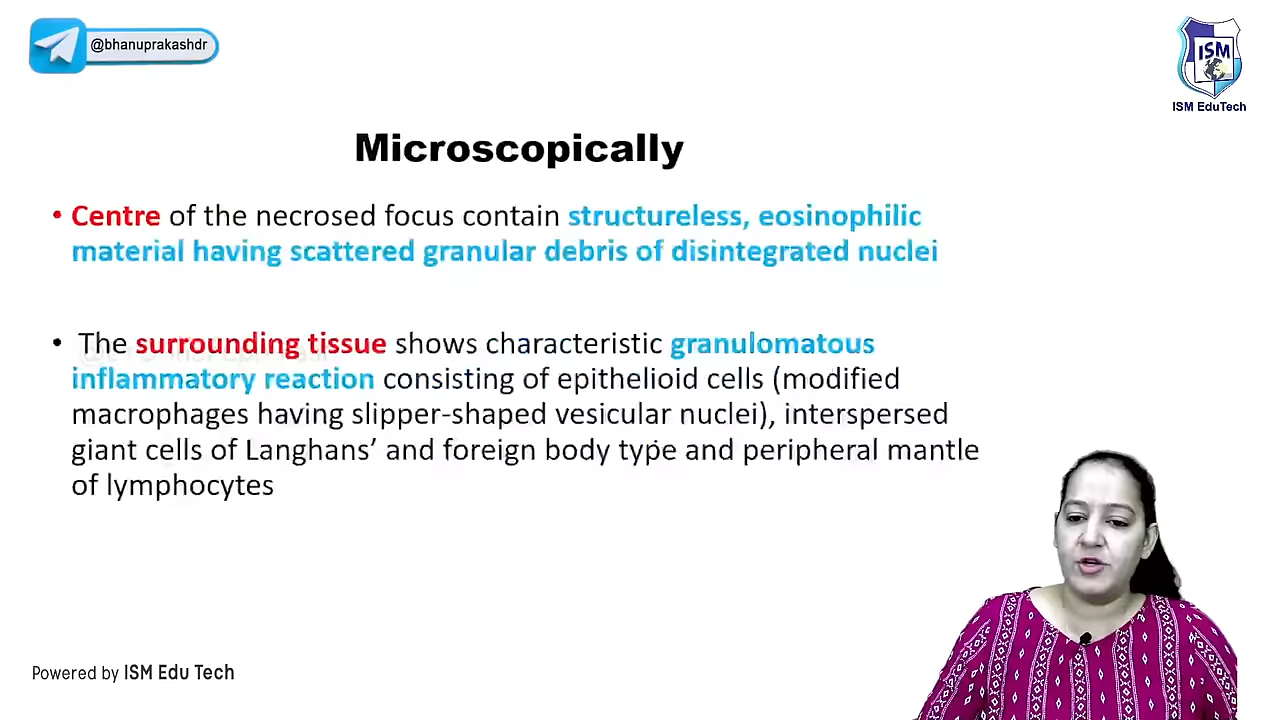 @bhanuprakashdr
ISM
ISM EduTech
Microscopically
• Centre of the necrosed focus contain structureless, eosinophilic
material having scattered granular debris of disintegrated nuclei
• The surrounding tissue shows characteristic granulomatous
inflammatory reaction consisting of epithelioid cells (modified
macrophages having slipper-shaped vesicular nuclei), interspersed
giant cells of Langhans’ and foreign body type and peripheral mantle
of lymphocytes
Powered by ISM Edu Tech